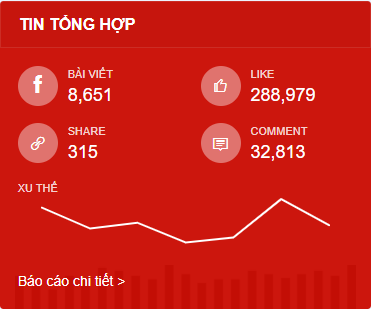 TIN TỔNG HỢP
BÀI VIẾT
8,651
LIKE
288,979
SHARE
315
COMMENT
32,813
XU THẾ
Báo cáo chi tiết >